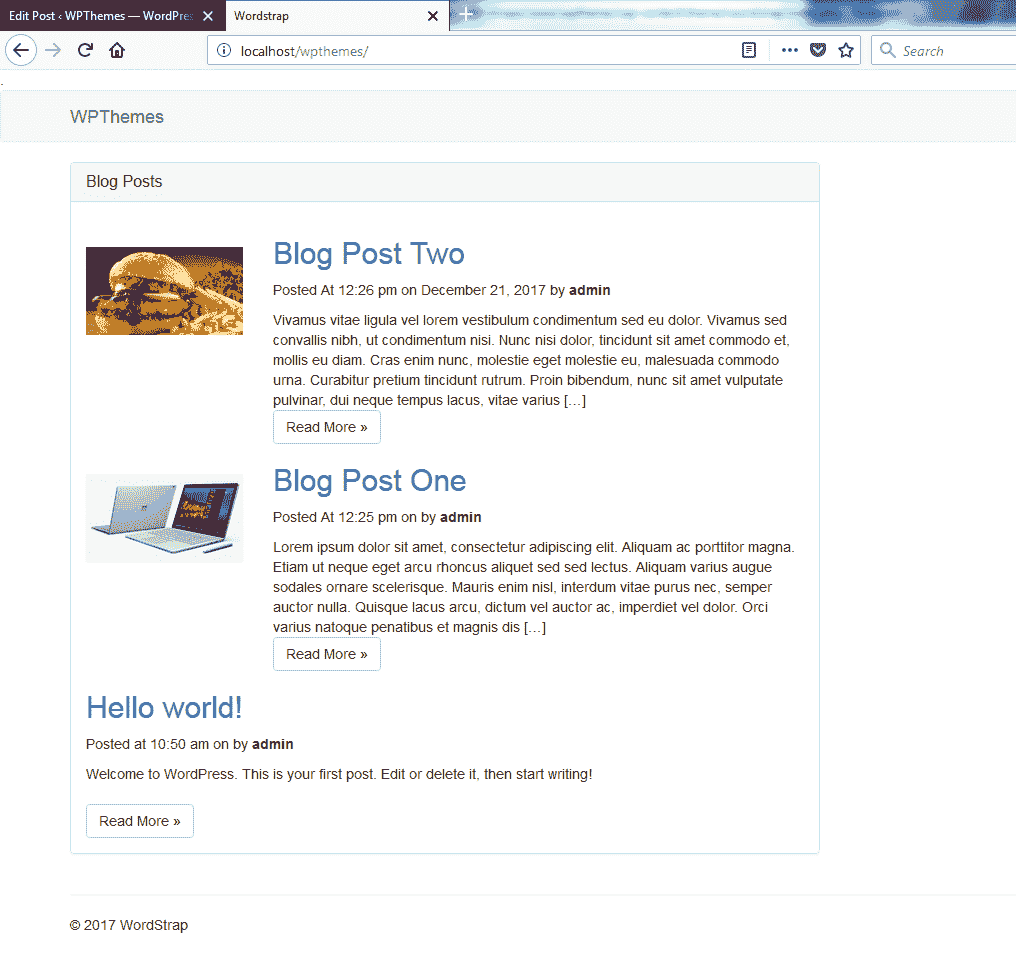 Edit Post ‹ WPThemes — WordPres
Wordstrap
localhost/wpthemes/
Search
WPThemes
Blog Posts
Blog Post Two
Posted At 12:26 pm on December 21, 2017 by admin
Vivamus vitae ligula vel lorem vestibulum condimentum sed eu dolor. Vivamus sed
convallis nibh, ut condimentum nisi. Nunc nisi dolor, tincidunt sit amet commodo et,
mollis eu diam. Cras enim nunc, molestie eget molestie eu, malesuada commodo
urna. Curabitur pretium tincidunt rutrum. Proin bibendum, nunc sit amet vulputate
pulvinar, dui neque tempus lacus, vitae varius […]
Read More »
Blog Post One
Posted At 12:25 pm on by admin
Lorem ipsum dolor sit amet, consectetur adipiscing elit. Aliquam ac porttitor magna.
Etiam ut neque eget arcu rhoncus aliquet sed sed lectus. Aliquam varius augue
sodales ornare scelerisque. Mauris enim nisl, interdum vitae purus nec, semper
auctor nulla. Quisque lacus arcu, dictum vel auctor ac, imperdiet vel dolor. Orci
varius natoque penatibus et magnis dis […]
Read More »
Hello world!
Posted at 10:50 am on by admin
Welcome to WordPress. This is your first post. Edit or delete it, then start writing!
Read More »
© 2017 WordStrap